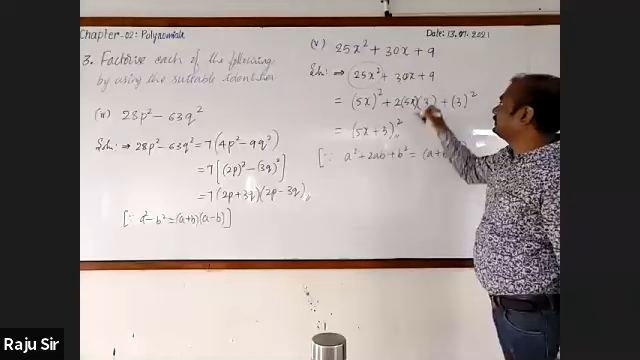 Chapter-02: Polynomials
Date: 13.07.2021
3. Factorise each of the following
by using the suitable identities
(iv) 28p² - 63q²
Soln: ⇒ 28p² - 63q² = 7(4p² - 9q²)
= 7[(2p)² - (3q)²]
= 7(2p+3q)(2p-3q)
[∵ a² - b² = (a+b)(a-b)]
(v) 25x² + 30x + 9
Soln: ⇒ 25x² + 30x + 9
= (5x)² + 2(5x)(3) + (3)²
= (5x+3)²
[∵ a² + 2ab + b² = (a+b
Raju Sir